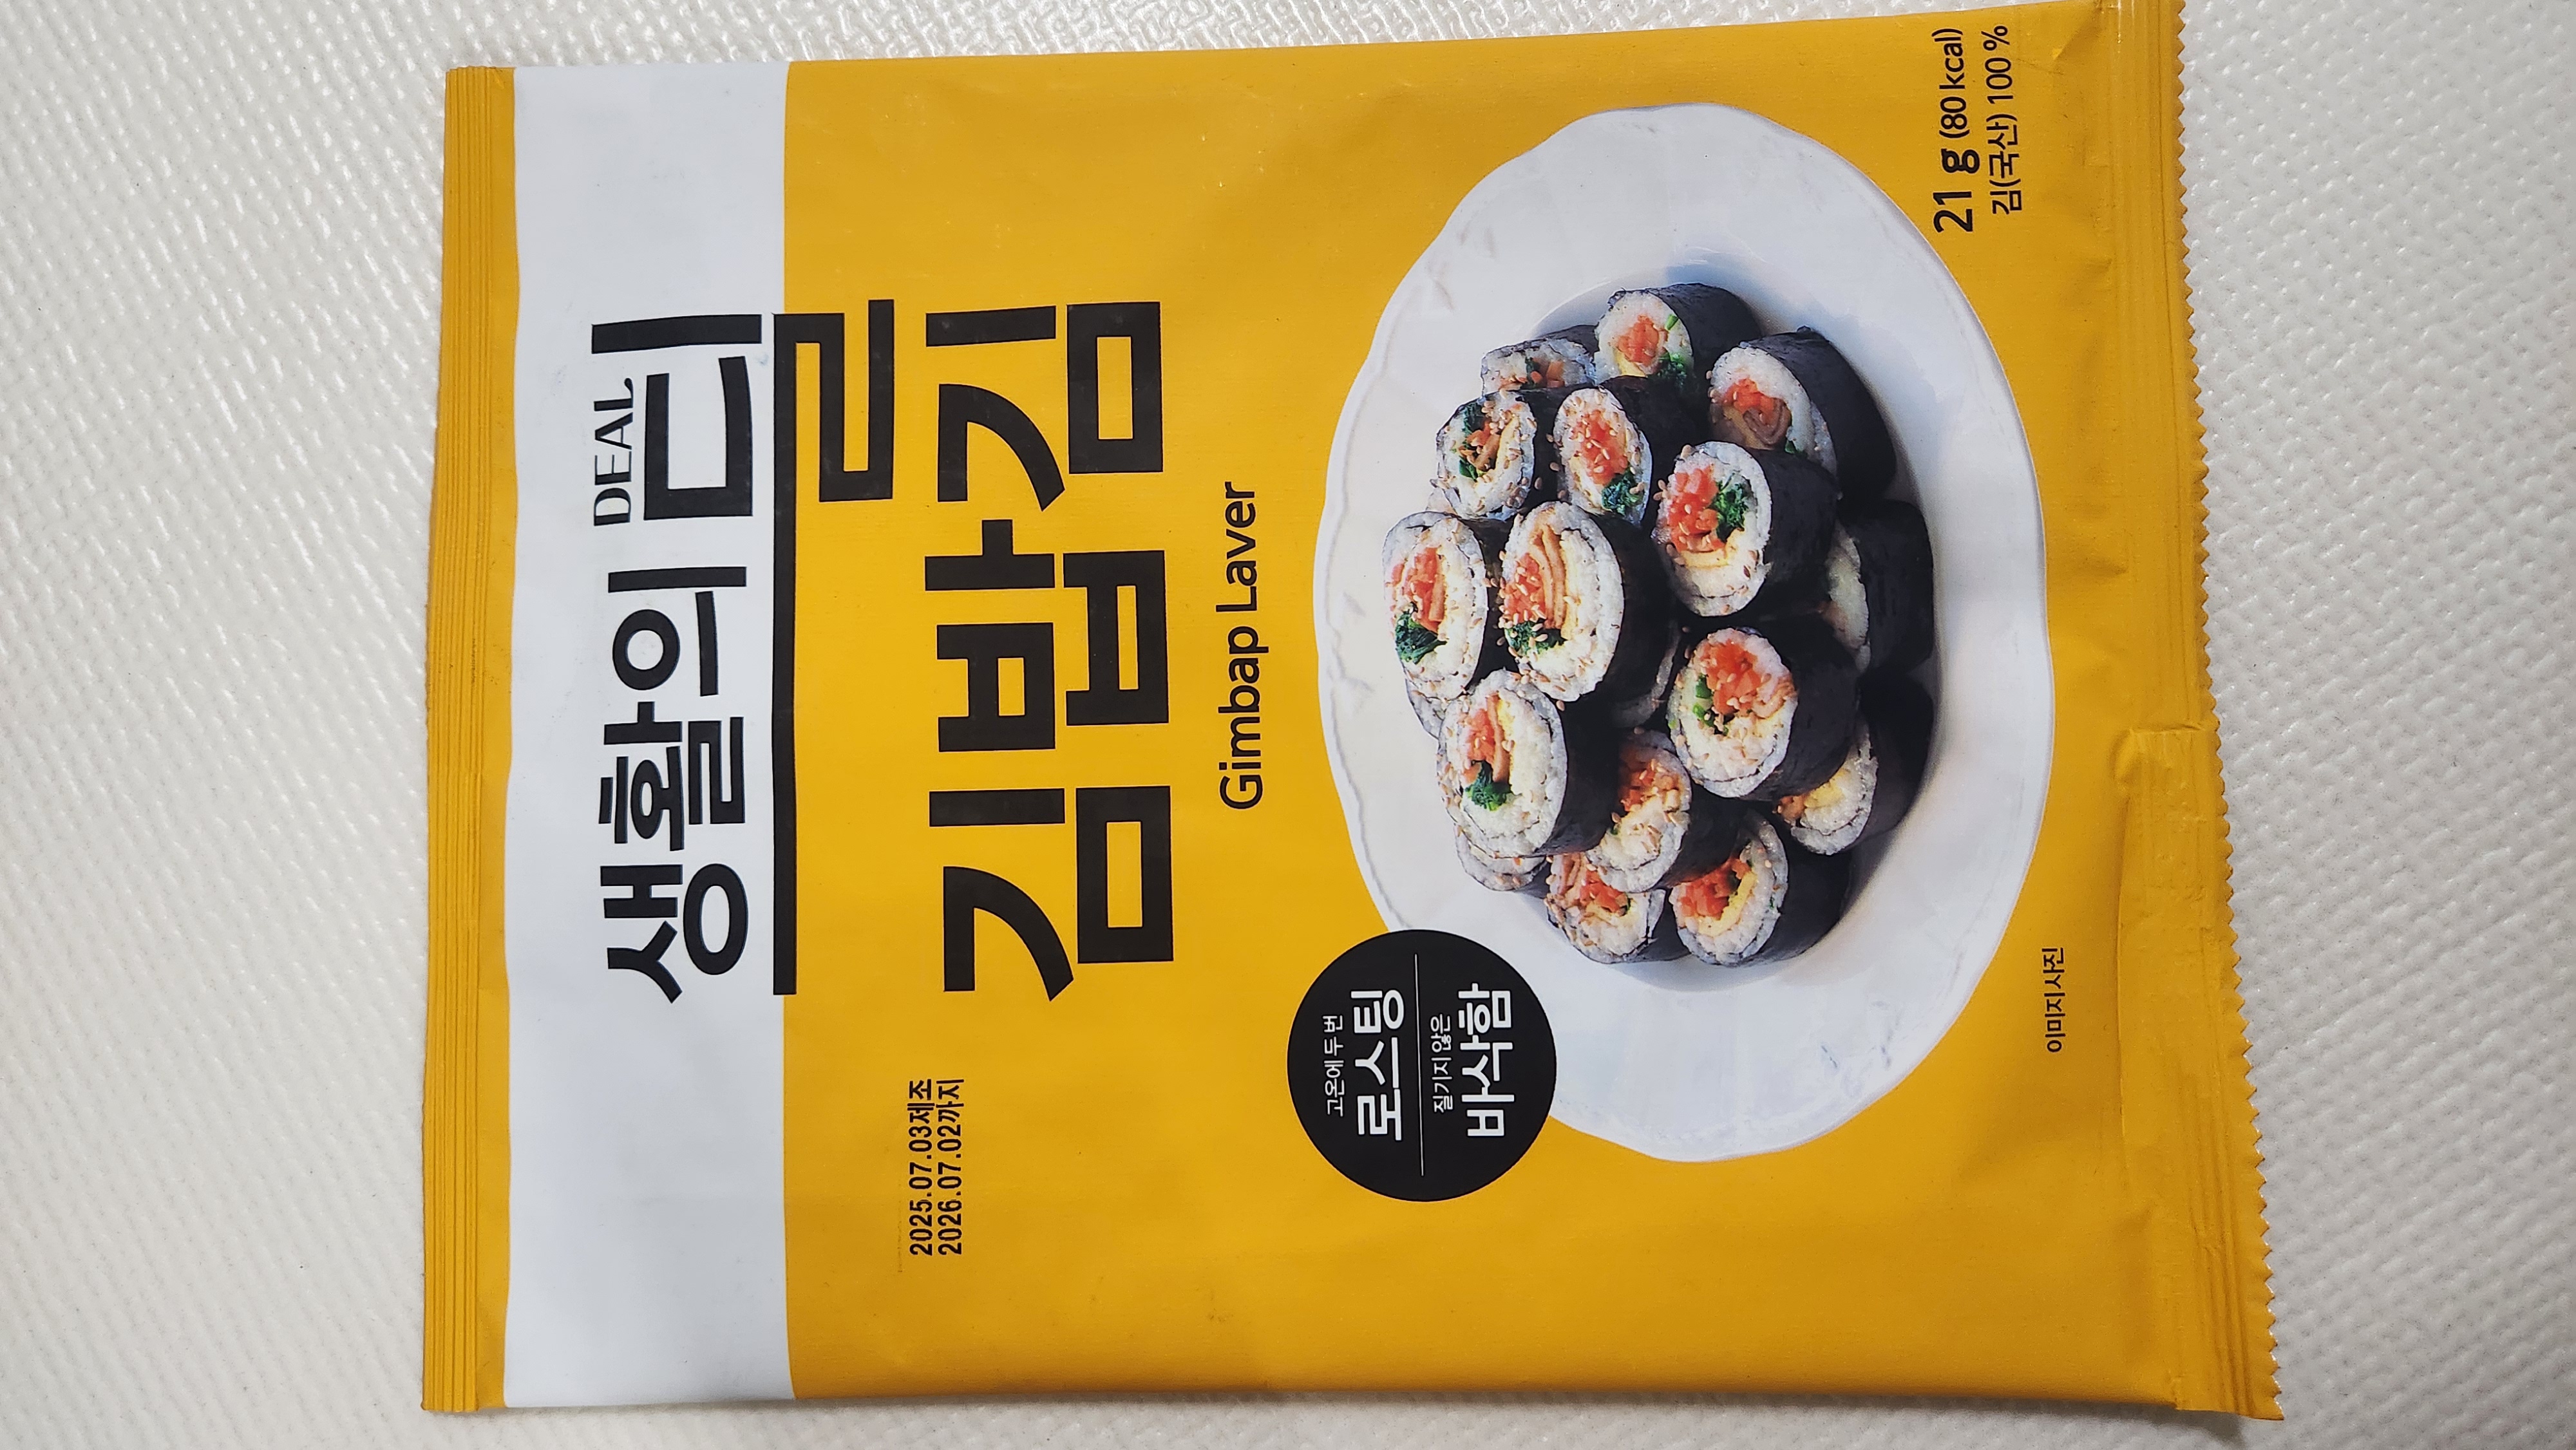 생활의 딜
DEAL
김밥김
Gimbap Laver
2025.07.03제조
2026.07.02까지
고온에 두 번
로스팅
질기지 않은
바삭함
21 g (80 kcal)
김(국산) 100 %
이미지 사진